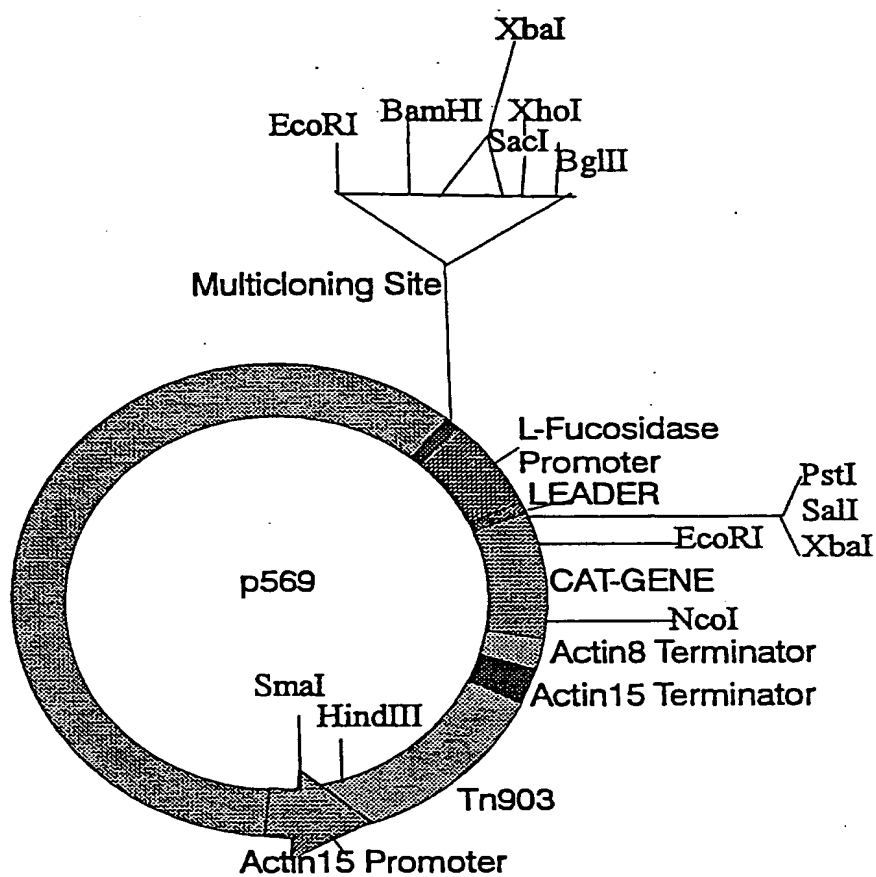 XbaI
EcoRI
BamHI
XhoI
SacI
BglII
Multicloning Site
L-Fucosidase
Promoter
LEADER
PstI
SalI
XbaI
EcoRI
p569
CAT-GENE
NcoI
Actin8 Terminator
Actin15 Terminator
SmaI
HindIII
Tn903
Actin15 Promoter